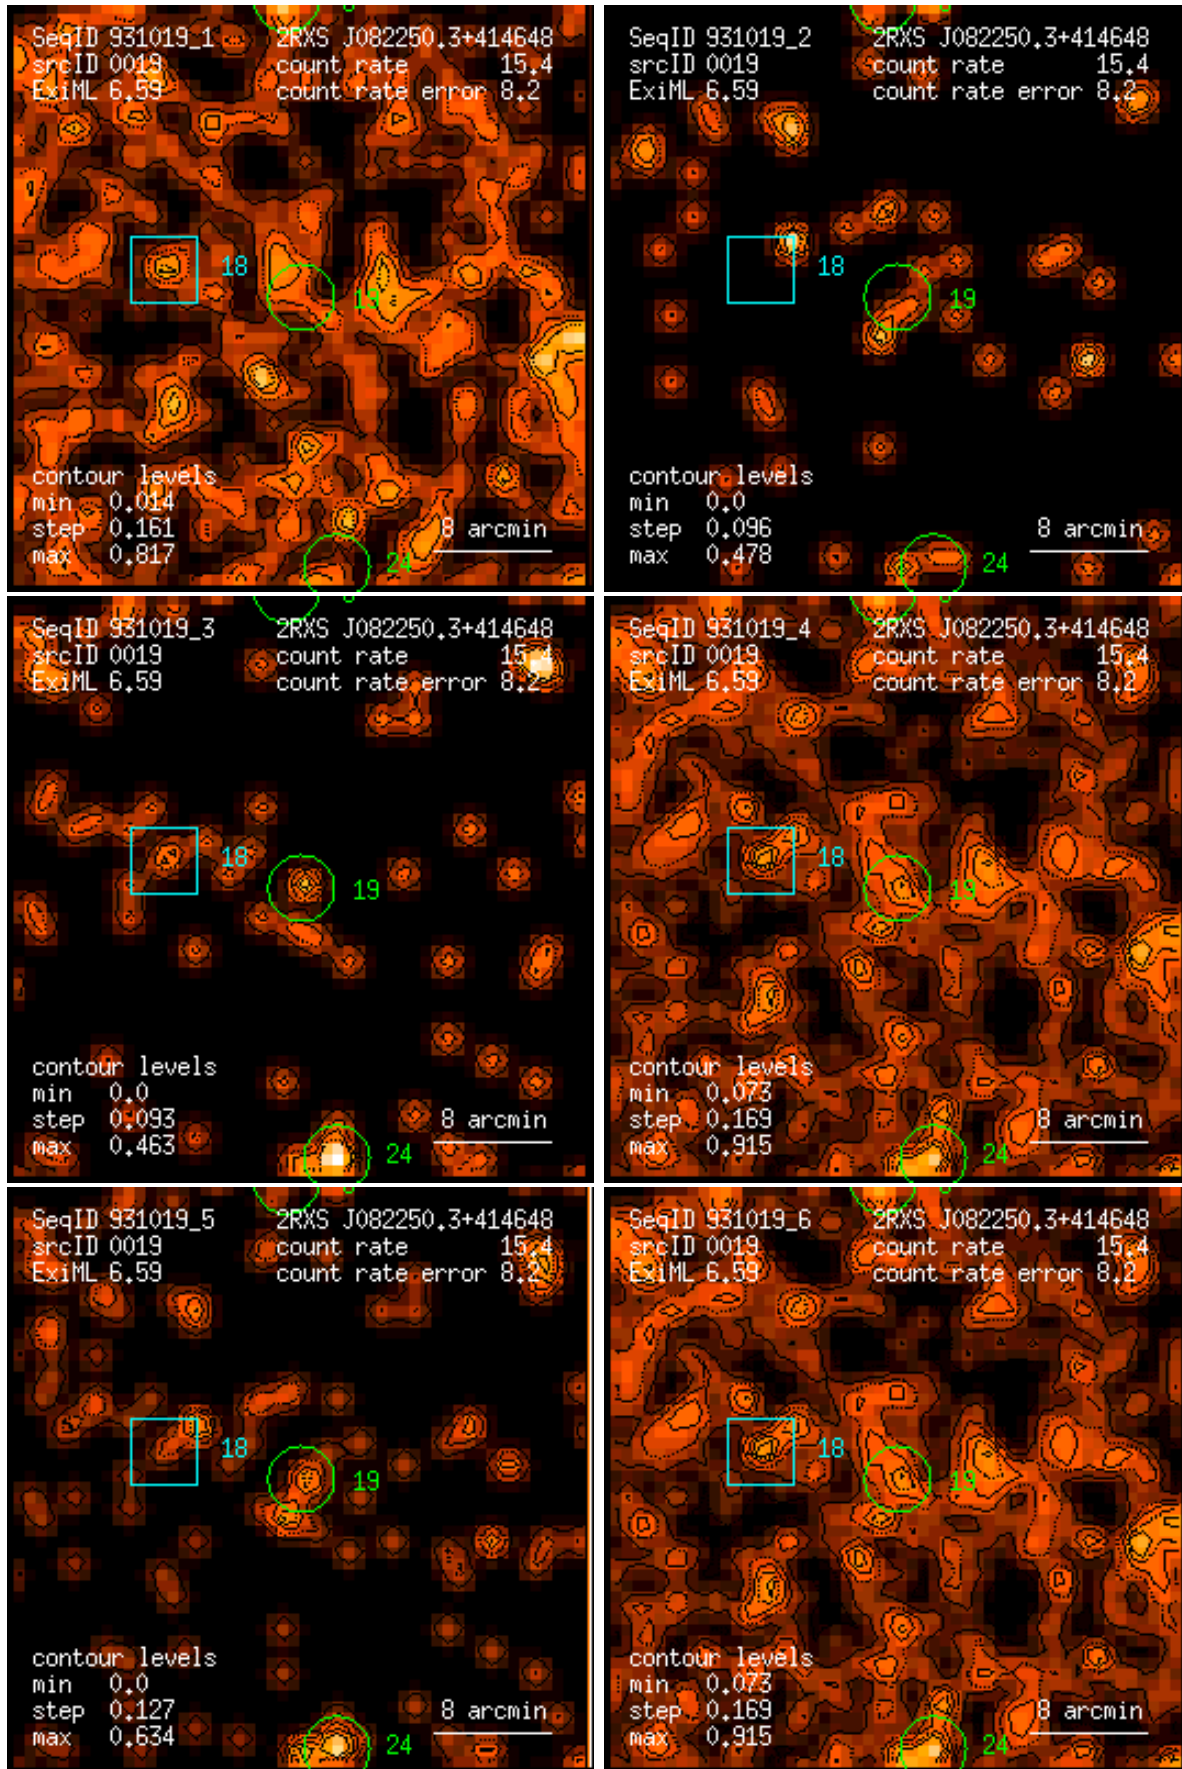 SeqID 931019_1 2RXS J082250.3+414648
srcID 0019 count rate 15.4
ExiML 6.59 count rate error 8.2
18
19
contour levels
min 0.014
step 0.161 8 arcmin
max 0.817 24
SeqID 931019_2 2RXS J082250.3+414648
srcID 0019 count rate 15.4
ExiML 6.59 count rate error 8.2
18
19
contour levels
min 0.0
step 0.096 8 arcmin
max 0.478 24
SeqID 931019_3 2RXS J082250.3+414648
srcID 0019 count rate 15.4
ExiML 6.59 count rate error 8.2
18
19
contour levels
min 0.0
step 0.093 8 arcmin
max 0.463 24
SeqID 931019_4 2RXS J082250.3+414648
srcID 0019 count rate 15.4
ExiML 6.59 count rate error 8.2
18
19
contour levels
min 0.073
step 0.169 8 arcmin
max 0.915 24
SeqID 931019_5 2RXS J082250.3+414648
srcID 0019 count rate 15.4
ExiML 6.59 count rate error 8.2
18
19
contour levels
min 0.0
step 0.127 8 arcmin
max 0.634 24
SeqID 931019_6 2RXS J082250.3+414648
srcID 0019 count rate 15.4
ExiML 6.59 count rate error 8.2
18
19
contour levels
min 0.073
step 0.169 8 arcmin
max 0.915 24